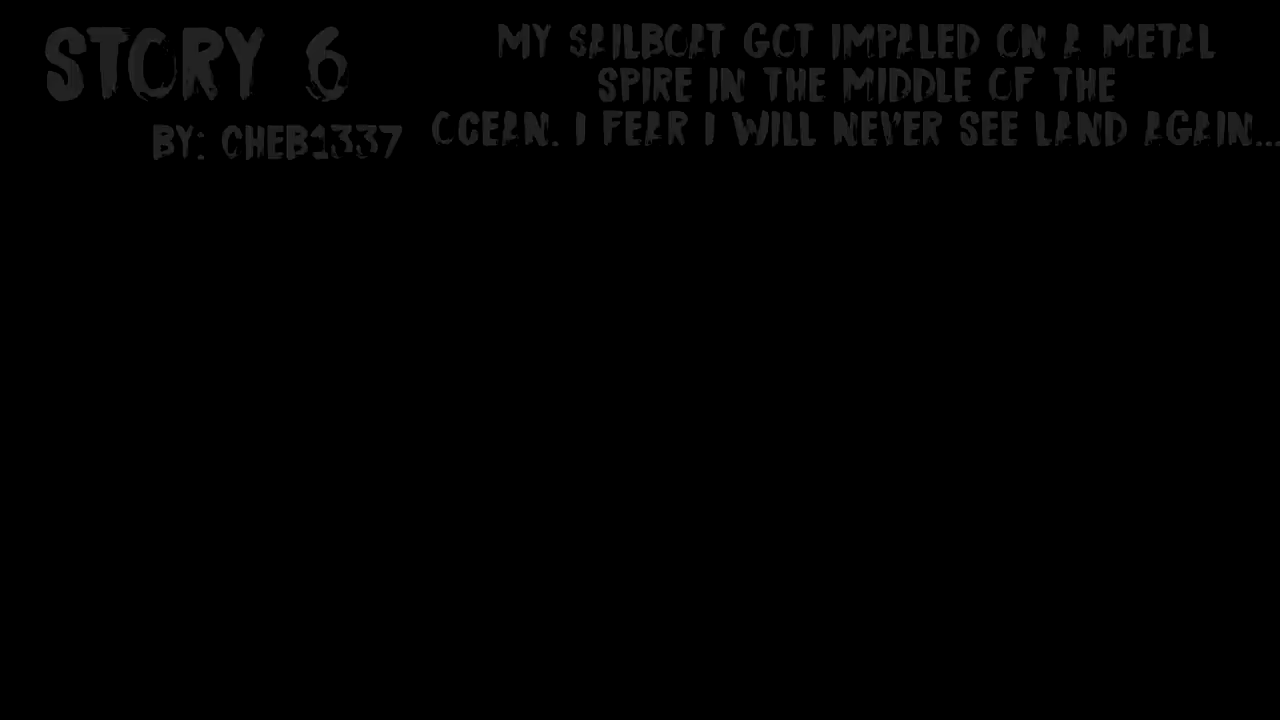 STORY 6
BY: CHEB1337
MY SAILBOAT GOT IMPALED ON A METAL
SPIRE IN THE MIDDLE OF THE
OCEAN. I FEAR I WILL NEVER SEE LAND AGAIN...